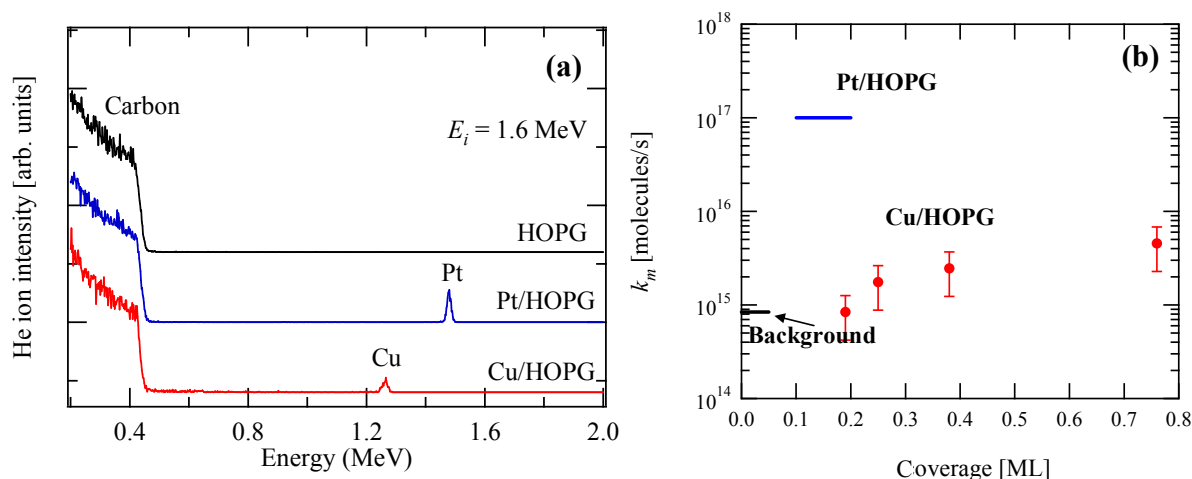 (a)
Carbon
E_i = 1.6 MeV
HOPG
Pt
Pt/HOPG
Cu
Cu/HOPG
He ion intensity [arb. units]
0.4 0.8 1.2 1.6 2.0
Energy (MeV)
(b)
10^18
10^17
10^16
10^15
10^14
Pt/HOPG
Cu/HOPG
Background
k_m [molecules/s]
0.0 0.1 0.2 0.3 0.4 0.5 0.6 0.7 0.8
Coverage [ML]